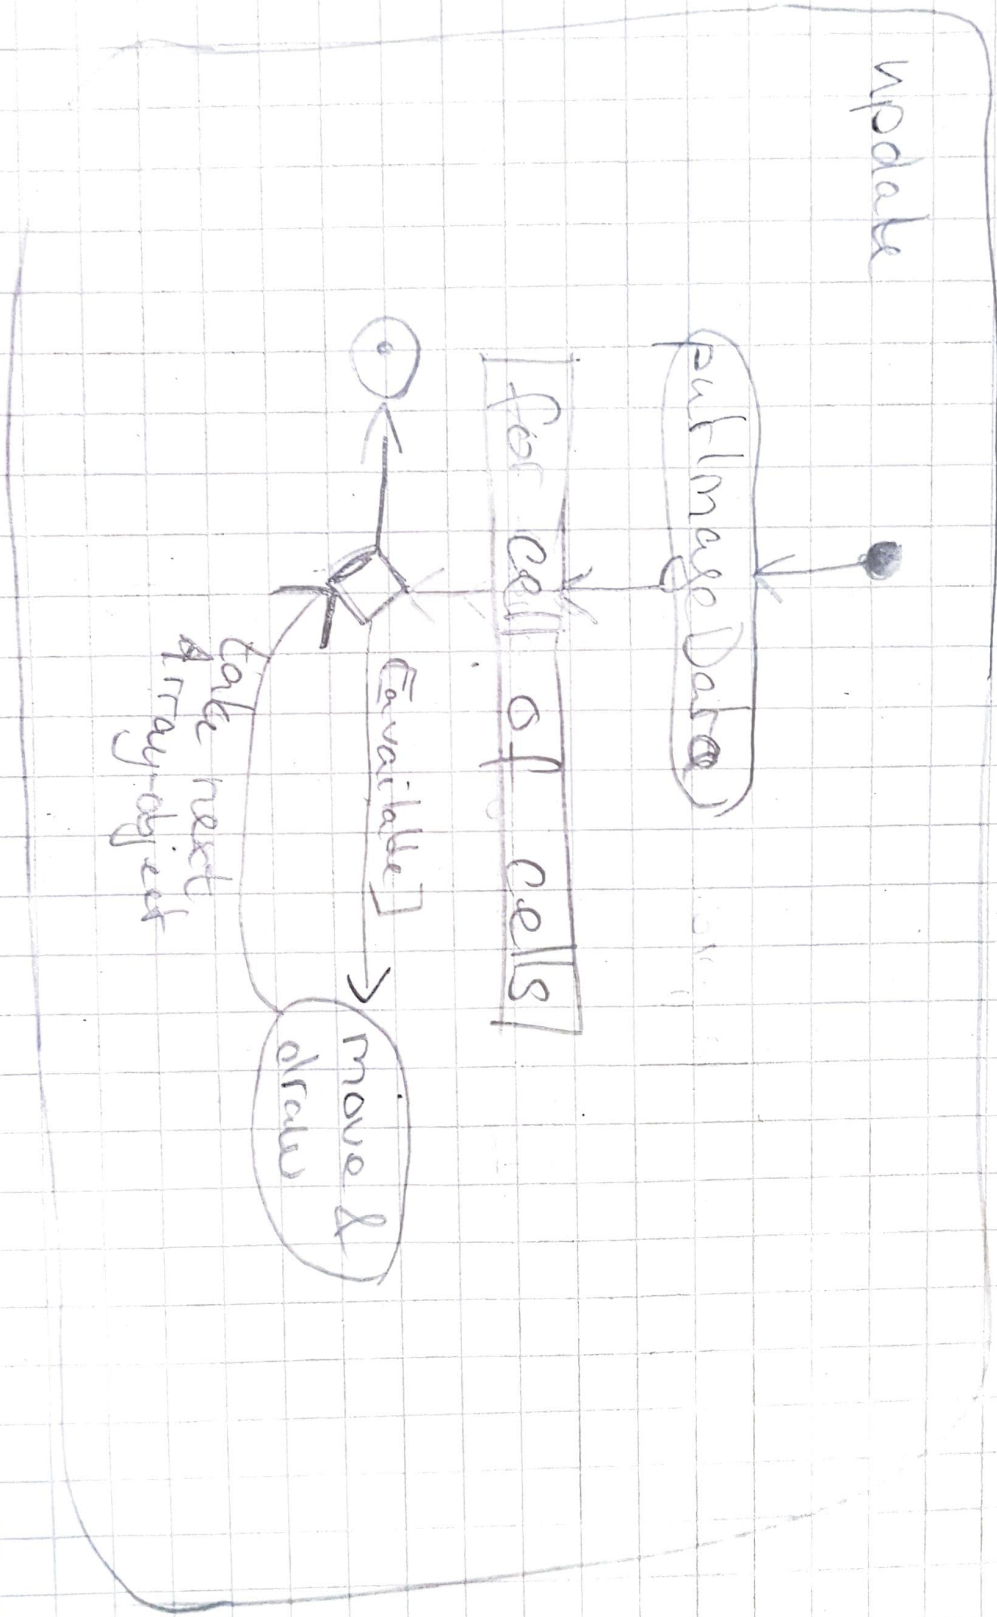 update
putImageData
for cell of cells
[available]
move &
draw
take next
Array-object